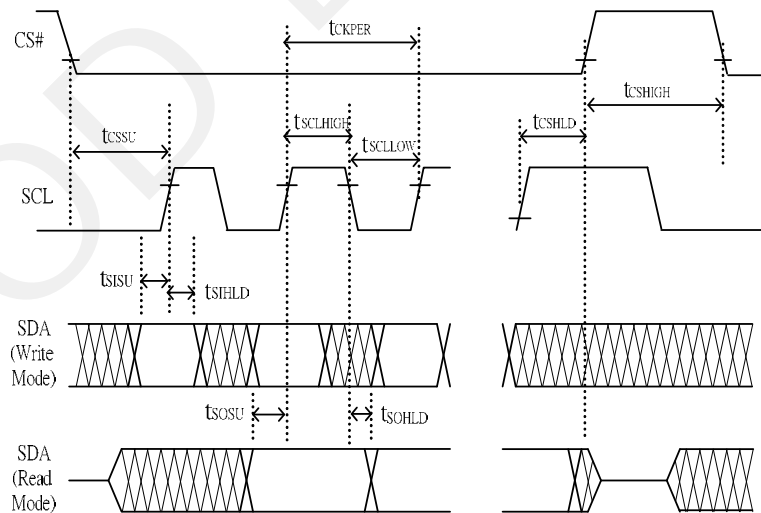 CS#
tCKPER
tCSHIGH
tSCLHIGH
tCSHLD
tCSSU
tSCLLOW
SCL
tSISU
tSIHLD
SDA
(Write
Mode)
tSOSU
tSOHLD
SDA
(Read
Mode)